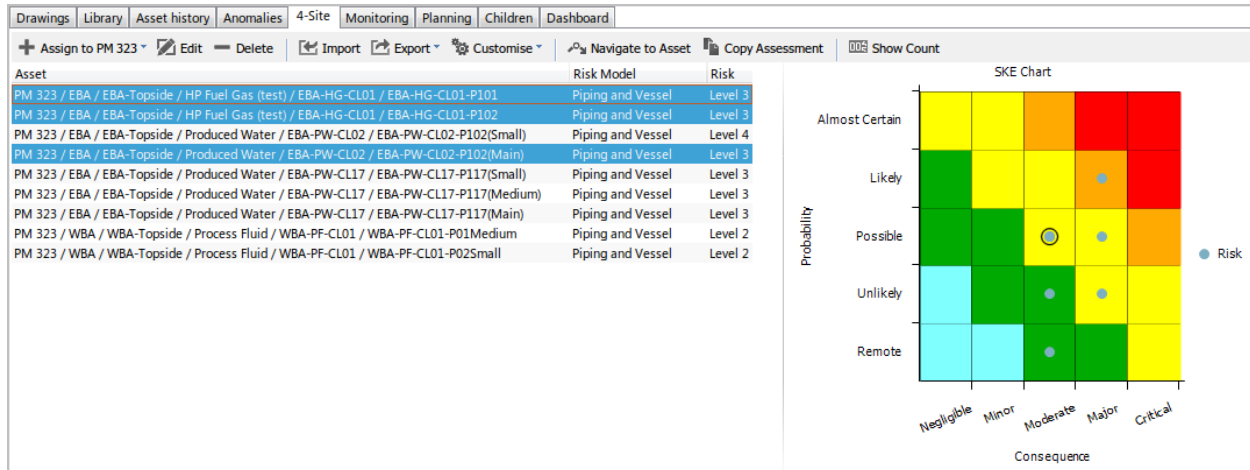 Drawings Library Asset history Anomalies 4-Site Monitoring Planning Children Dashboard
Assign to PM 323 Edit Delete Import Export Customise Navigate to Asset Copy Assessment Show Count
Asset Risk Model Risk
PM 323 / EBA / EBA-Topside / HP Fuel Gas (test) / EBA-HG-CL01 / EBA-HG-CL01-P101 Piping and Vessel Level 3
PM 323 / EBA / EBA-Topside / HP Fuel Gas (test) / EBA-HG-CL01 / EBA-HG-CL01-P102 Piping and Vessel Level 3
PM 323 / EBA / EBA-Topside / Produced Water / EBA-PW-CL02 / EBA-PW-CL02-P102(Small) Piping and Vessel Level 4
PM 323 / EBA / EBA-Topside / Produced Water / EBA-PW-CL02 / EBA-PW-CL02-P102(Main) Piping and Vessel Level 3
PM 323 / EBA / EBA-Topside / Produced Water / EBA-PW-CL17 / EBA-PW-CL17-P117(Small) Piping and Vessel Level 3
PM 323 / EBA / EBA-Topside / Produced Water / EBA-PW-CL17 / EBA-PW-CL17-P117(Medium) Piping and Vessel Level 3
PM 323 / EBA / EBA-Topside / Produced Water / EBA-PW-CL17 / EBA-PW-CL17-P117(Main) Piping and Vessel Level 3
PM 323 / WBA / WBA-Topside / Process Fluid / WBA-PF-CL01 / WBA-PF-CL01-P01Medium Piping and Vessel Level 2
PM 323 / WBA / WBA-Topside / Process Fluid / WBA-PF-CL01 / WBA-PF-CL01-P02Small Piping and Vessel Level 2
SKE Chart
Probability
Almost Certain
Likely
Possible
Unlikely
Remote
Negligible Minor Moderate Major Critical
Consequence
Risk